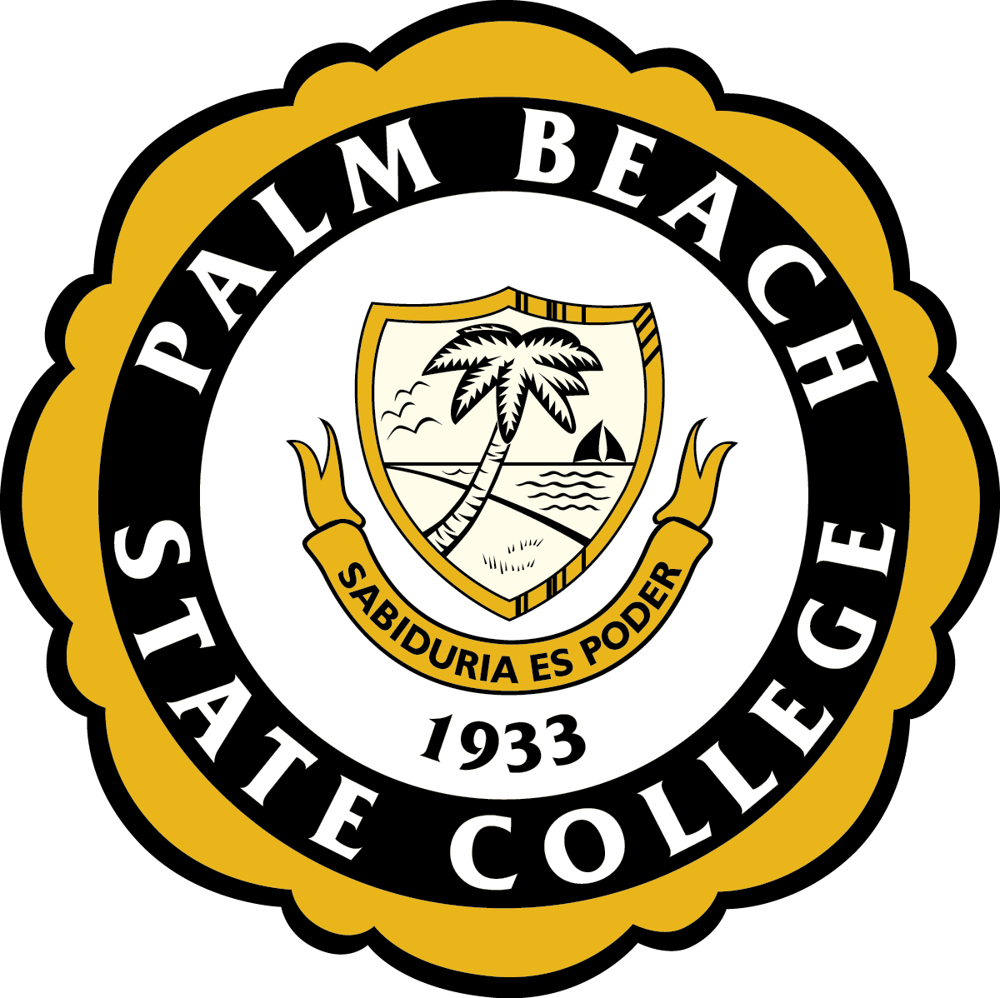 PALM BEACH
STATE COLLEGE
SABIDURIA ES PODER
1933